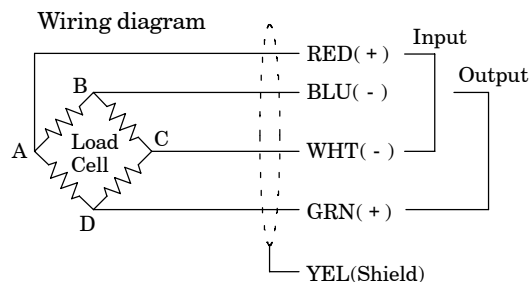 Wiring diagram
RED( + )
Input
BLU( - )
Output
B
A
Load
Cell
C
WHT( - )
D
GRN( + )
YEL(Shield)